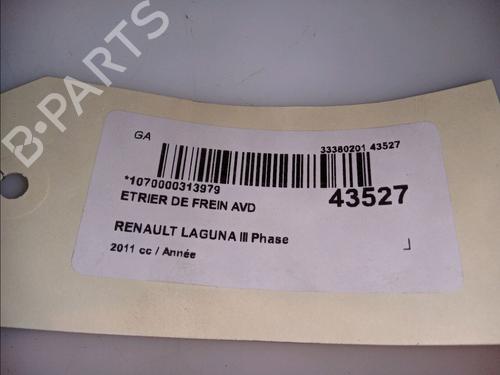 GA
33380201 43527
*1070000313979
43527
ETRIER DE FREIN AVD
RENAULT LAGUNA III Phase
2011 cc / Année
B-PARTS